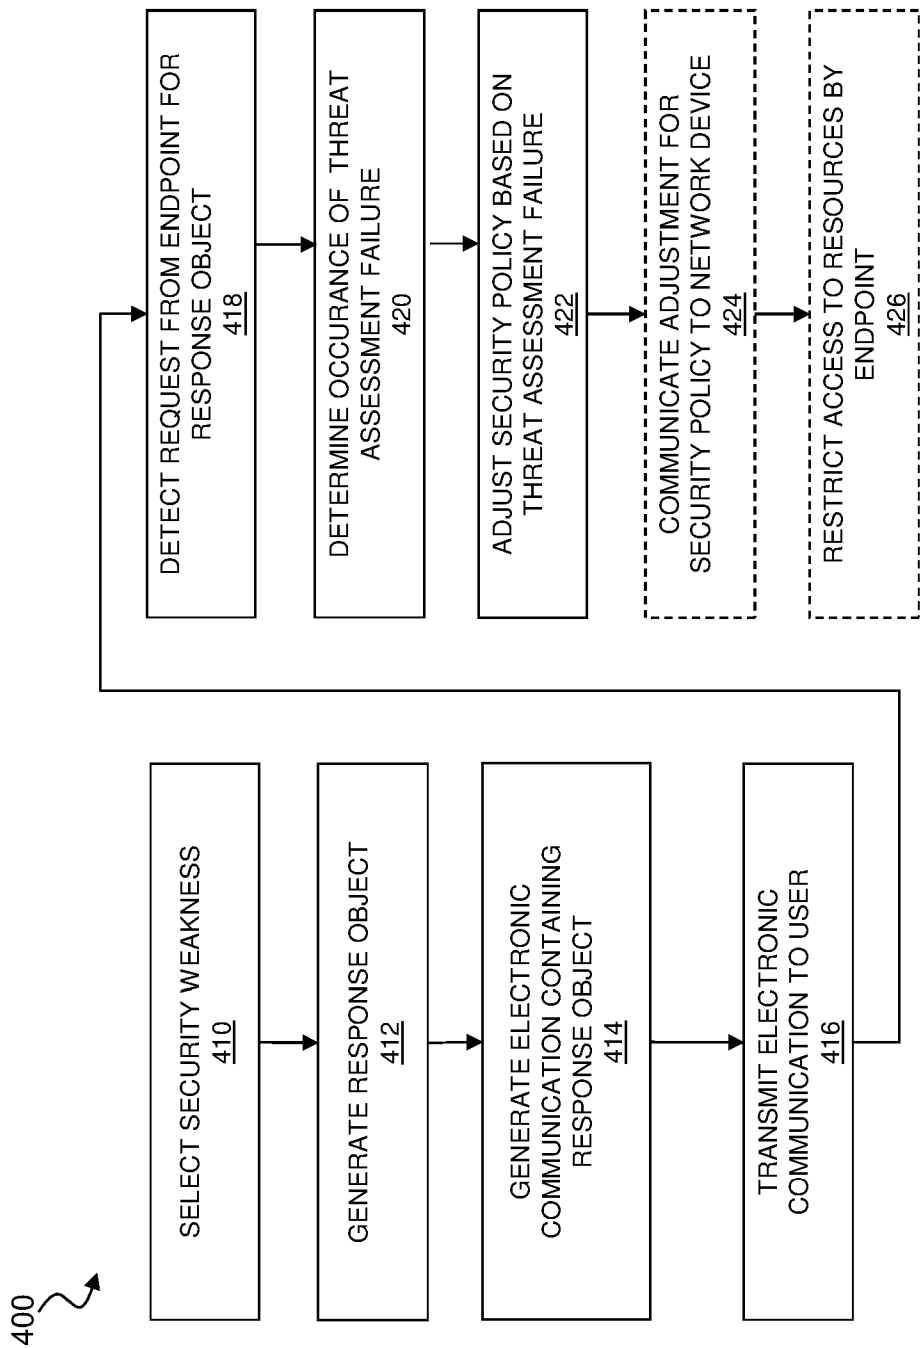 400
SELECT SECURITY WEAKNESS
410
GENERATE RESPONSE OBJECT
412
GENERATE ELECTRONIC
COMMUNICATION CONTAINING
RESPONSE OBJECT
414
TRANSMIT ELECTRONIC
COMMUNICATION TO USER
416
DETECT REQUEST FROM ENDPOINT FOR
RESPONSE OBJECT
418
DETERMINE OCCURANCE OF THREAT
ASSESSMENT FAILURE
420
ADJUST SECURITY POLICY BASED ON
THREAT ASSESSMENT FAILURE
422
COMMUNICATE ADJUSTMENT FOR
SECURITY POLICY TO NETWORK DEVICE
424
RESTRICT ACCESS TO RESOURCES BY
ENDPOINT
426